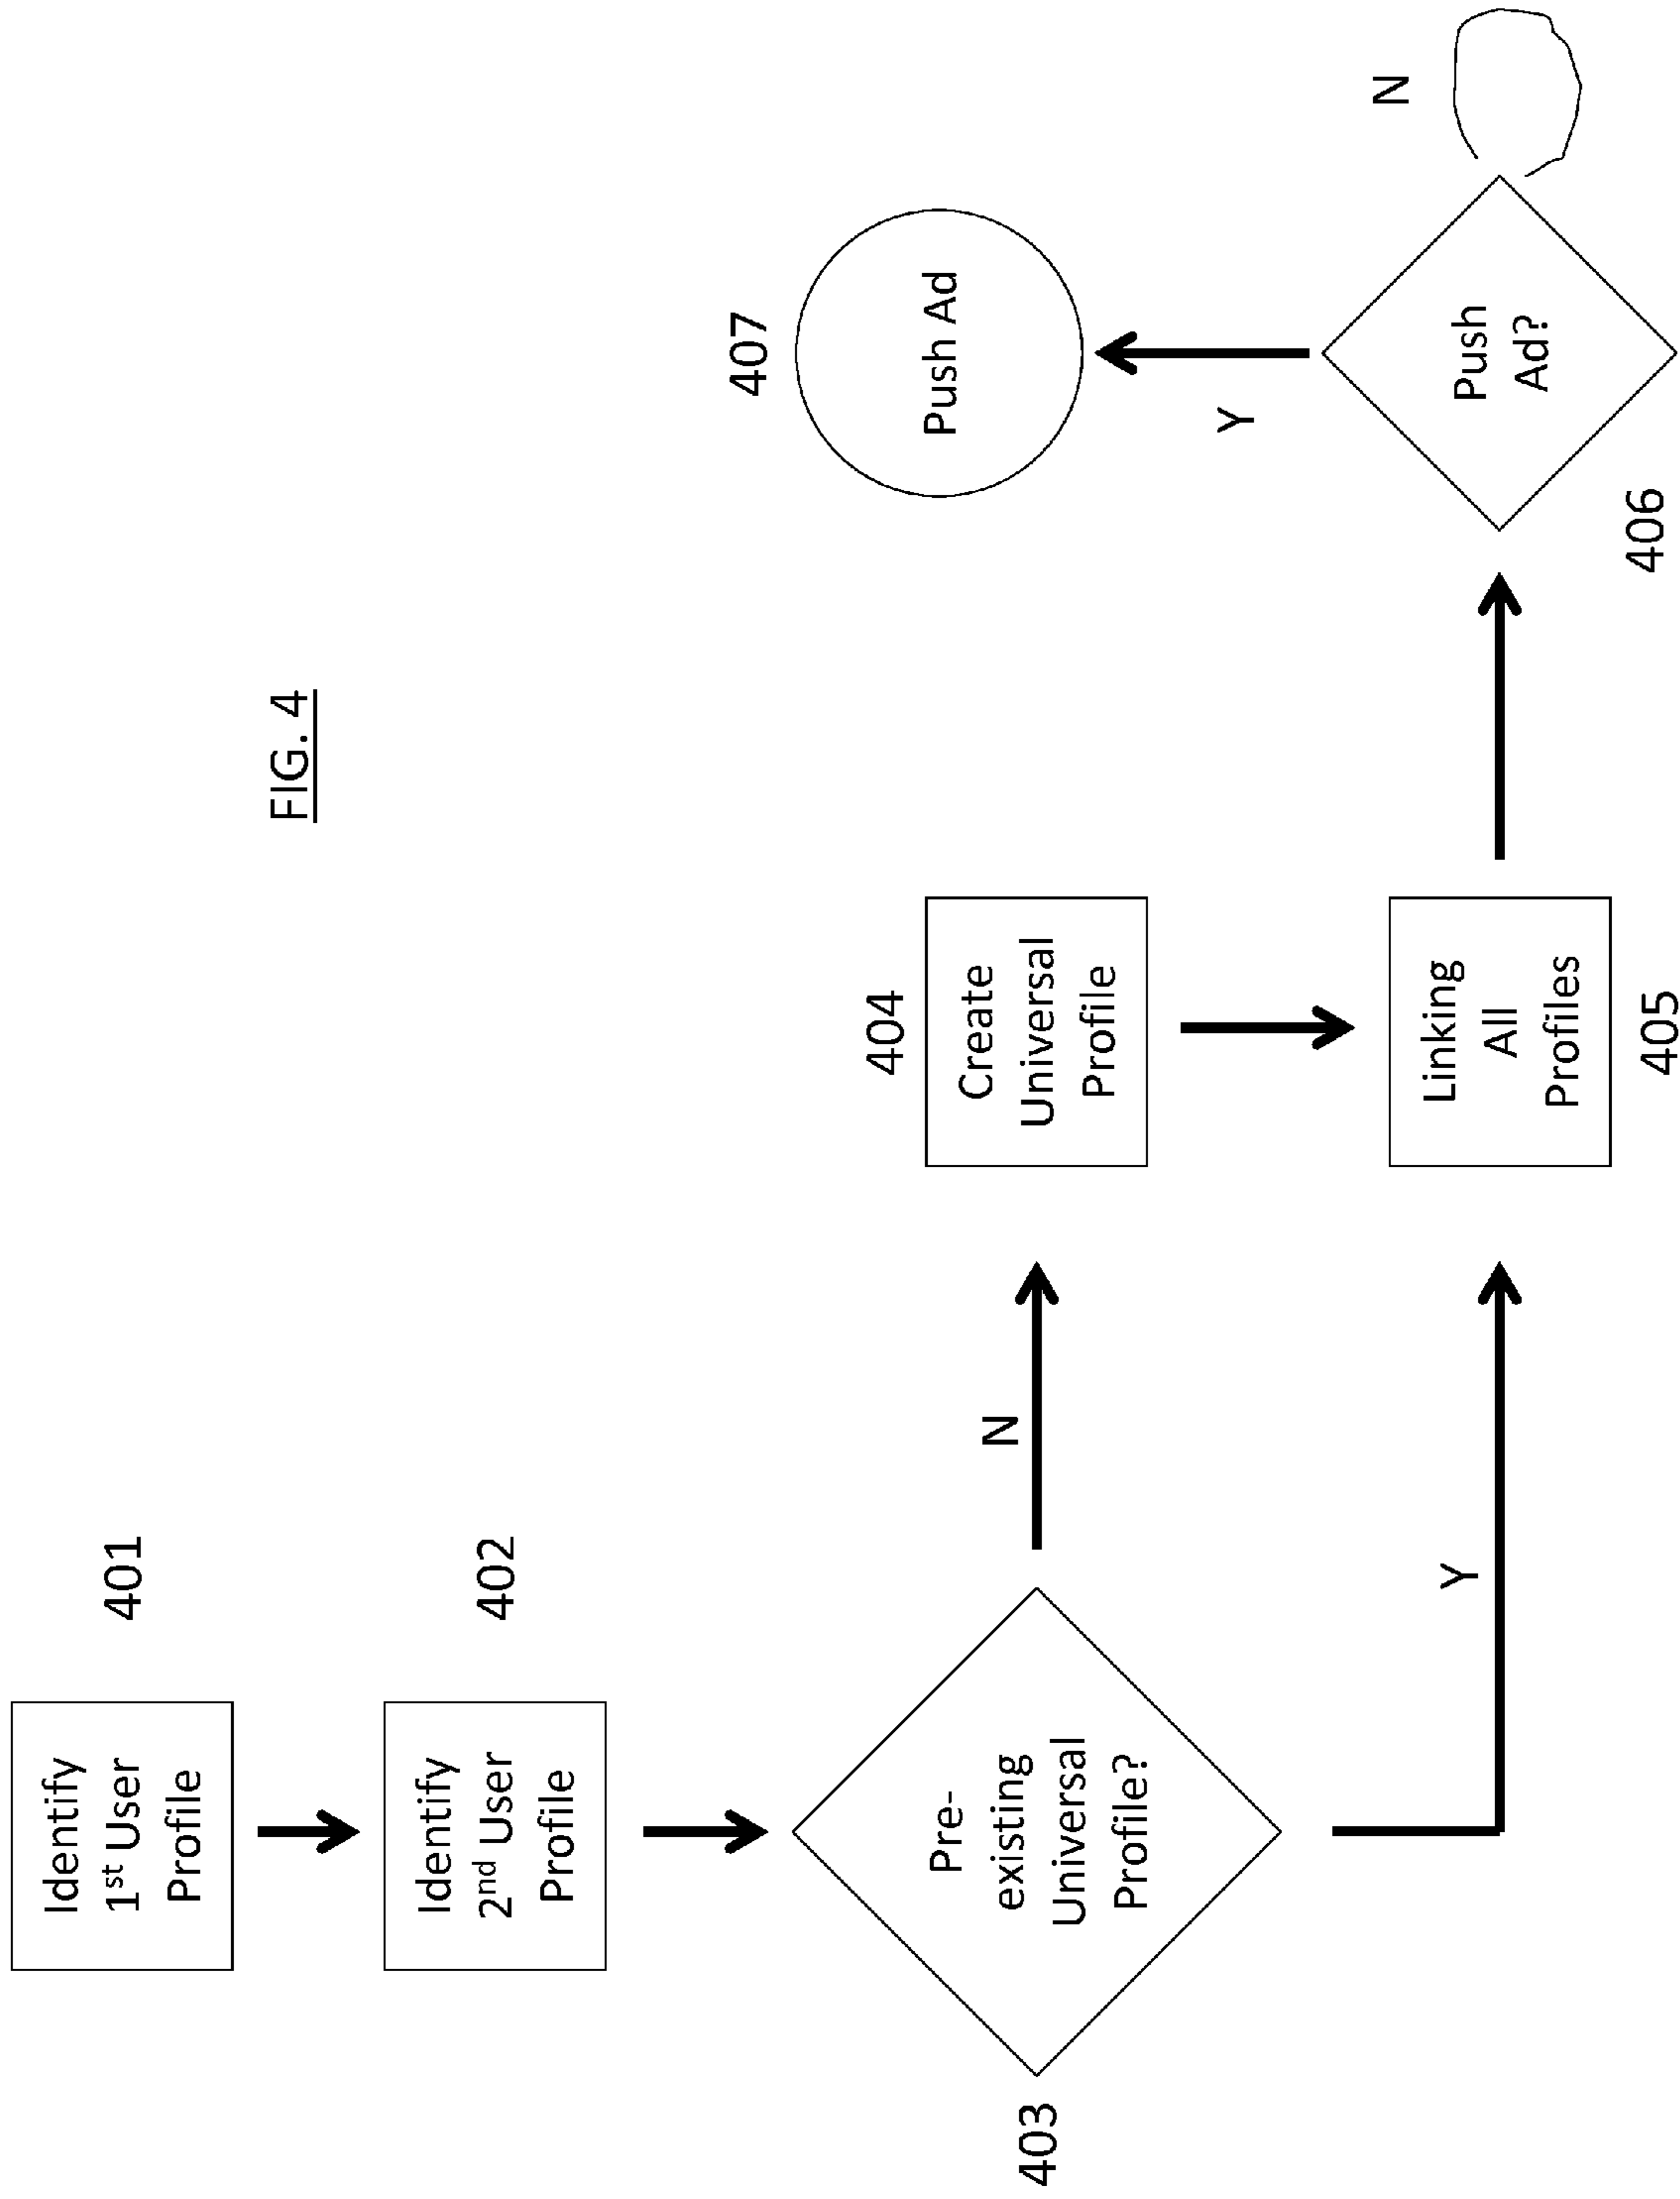 FIG. 4
401
Identify
1st User
Profile
402
Identify
2nd User
Profile
403
Pre-
existing
Universal
Profile?
N
Y
404
Create
Universal
Profile
Linking
All
Profiles
405
406
Push
Ad?
N
Y
407
Push Ad